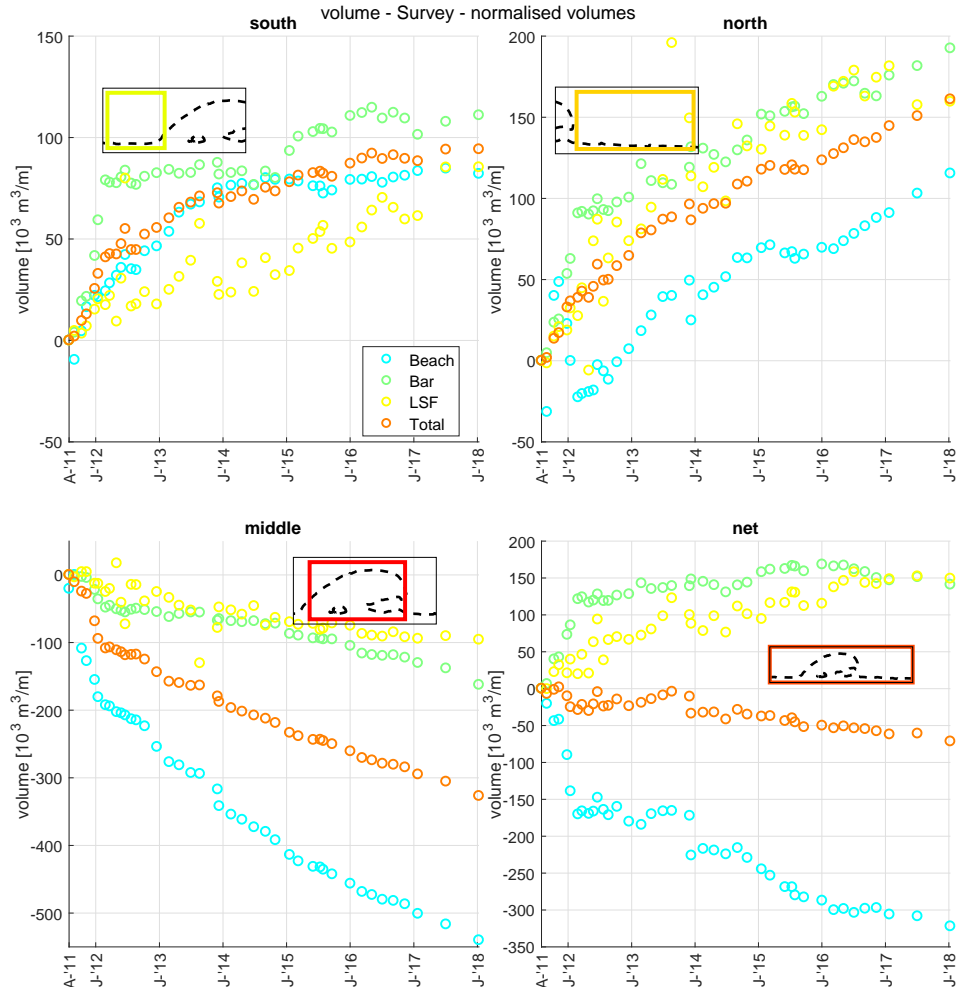 volume - Survey - normalised volumes
south
volume [10³ m³/m]
150
100
50
0
-50
A-'11
J-'12
J-'13
J-'14
J-'15
J-'16
J-'17
J-'18
Beach
Bar
LSF
Total
north
volume [10³ m³/m]
200
150
100
50
0
-50
A-'11
J-'12
J-'13
J-'14
J-'15
J-'16
J-'17
J-'18
middle
volume [10³ m³/m]
0
-100
-200
-300
-400
-500
A-'11
J-'12
J-'13
J-'14
J-'15
J-'16
J-'17
J-'18
net
volume [10³ m³/m]
200
150
100
50
0
-50
-100
-150
-200
-250
-300
-350
A-'11
J-'12
J-'13
J-'14
J-'15
J-'16
J-'17
J-'18